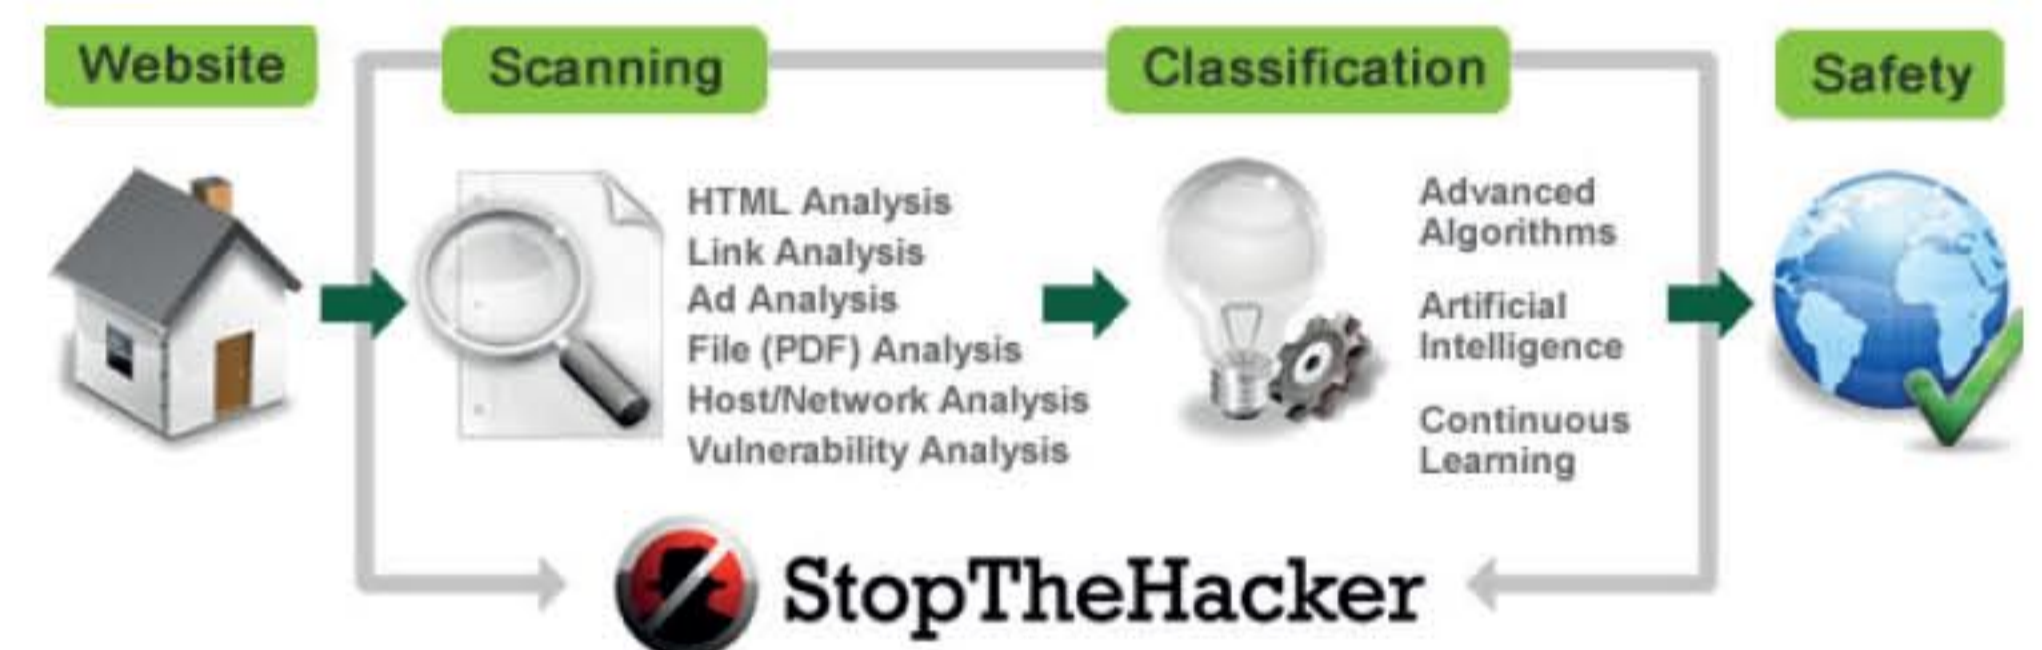 Website
Scanning
Classification
Safety
HTML Analysis
Link Analysis
Ad Analysis
File (PDF) Analysis
Host/Network Analysis
Vulnerability Analysis
Advanced
Algorithms
Artificial
Intelligence
Continuous
Learning
StopTheHacker